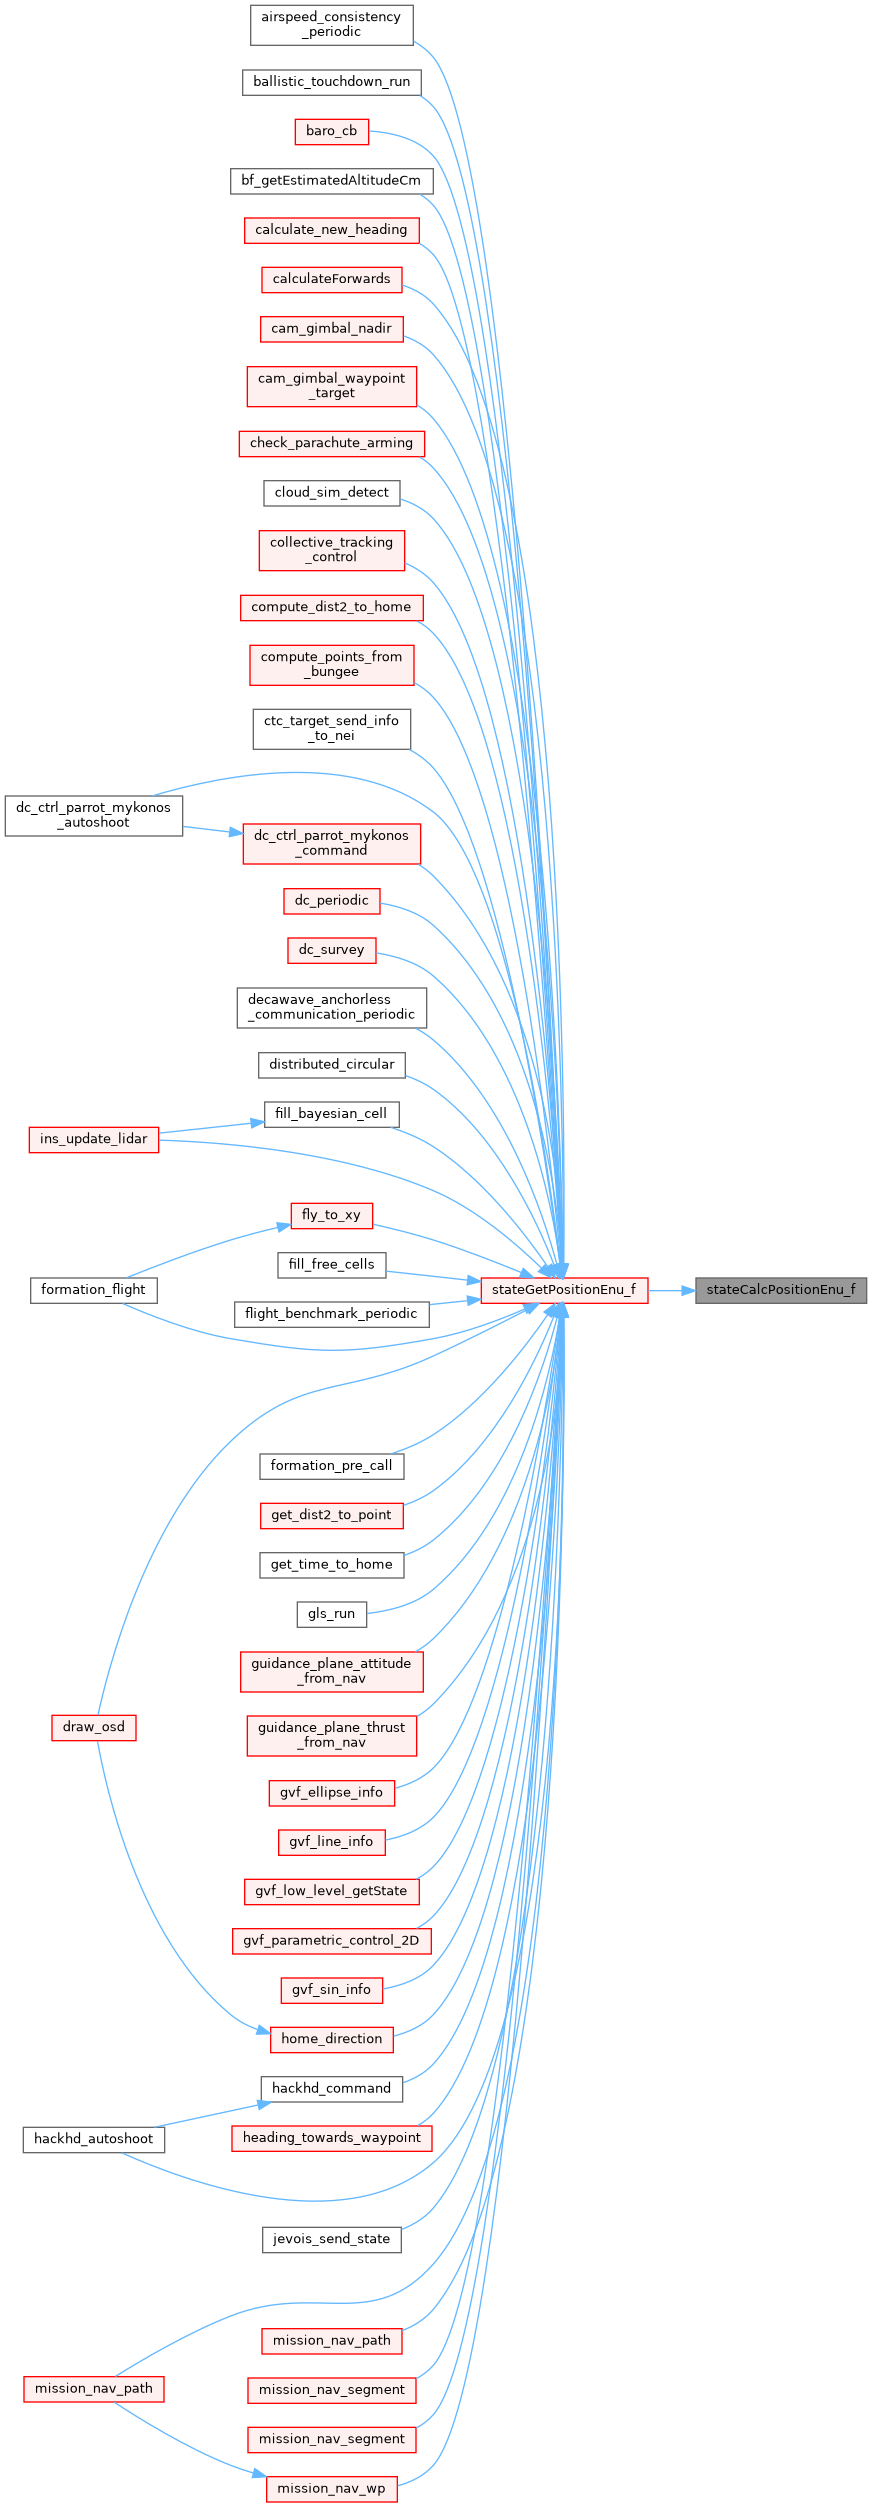 airspeed_consistency
_periodic
ballistic_touchdown_run
baro_cb
bf_getEstimatedAltitudeCm
calculate_new_heading
calculateForwards
cam_gimbal_nadir
cam_gimbal_waypoint
_target
check_parachute_arming
cloud_sim_detect
collective_tracking
_control
compute_dist2_to_home
compute_points_from
_bungee
ctc_target_send_info
_to_nei
dc_ctrl_parrot_mykonos
_autoshoot
dc_ctrl_parrot_mykonos
_command
dc_periodic
dc_survey
decawave_anchorless
_communication_periodic
distributed_circular
fill_bayesian_cell
ins_update_lidar
fly_to_xy
fill_free_cells
formation_flight
stateGetPositionEnu_f
stateCalcPositionEnu_f
flight_benchmark_periodic
formation_pre_call
get_dist2_to_point
get_time_to_home
gls_run
guidance_plane_attitude
_from_nav
draw_osd
guidance_plane_thrust
_from_nav
gvf_ellipse_info
gvf_line_info
gvf_low_level_getState
gvf_parametric_control_2D
gvf_sin_info
home_direction
hackhd_command
hackhd_autoshoot
heading_towards_waypoint
jevois_send_state
mission_nav_path
mission_nav_path
mission_nav_segment
mission_nav_segment
mission_nav_wp